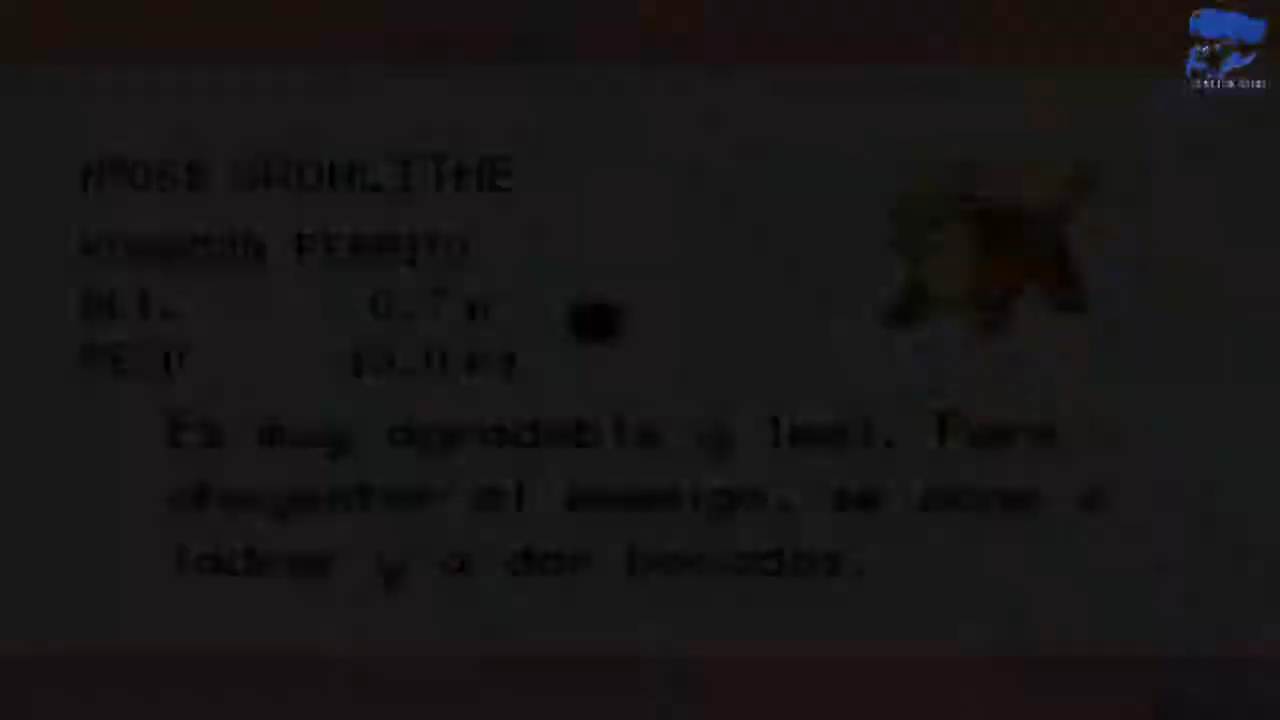 GROWLITHE
POKéMON PERRITO
ALT. 0.7 m
PESO 19.0 kg
Es muy agradable y leal. Para
ahuyentar al enemigo, se pone a
ladrar y a dar bocados.